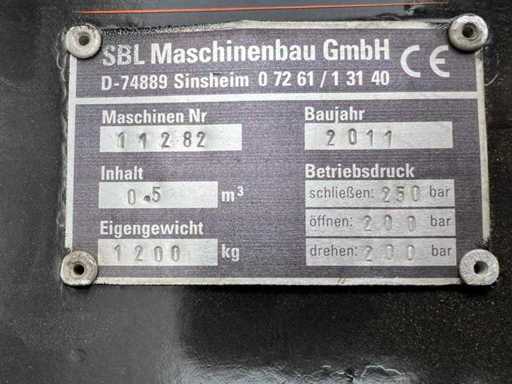 SBL Maschinenbau GmbH
D-74889 Sinsheim 0 72 61 / 1 31 40
CE
Maschinen Nr
11282
Baujahr
2011
Inhalt
0.5 m³
Eigengewicht
1200 kg
Betriebsdruck
schließen: 250 bar
öffnen: 200 bar
drehen: 200 bar